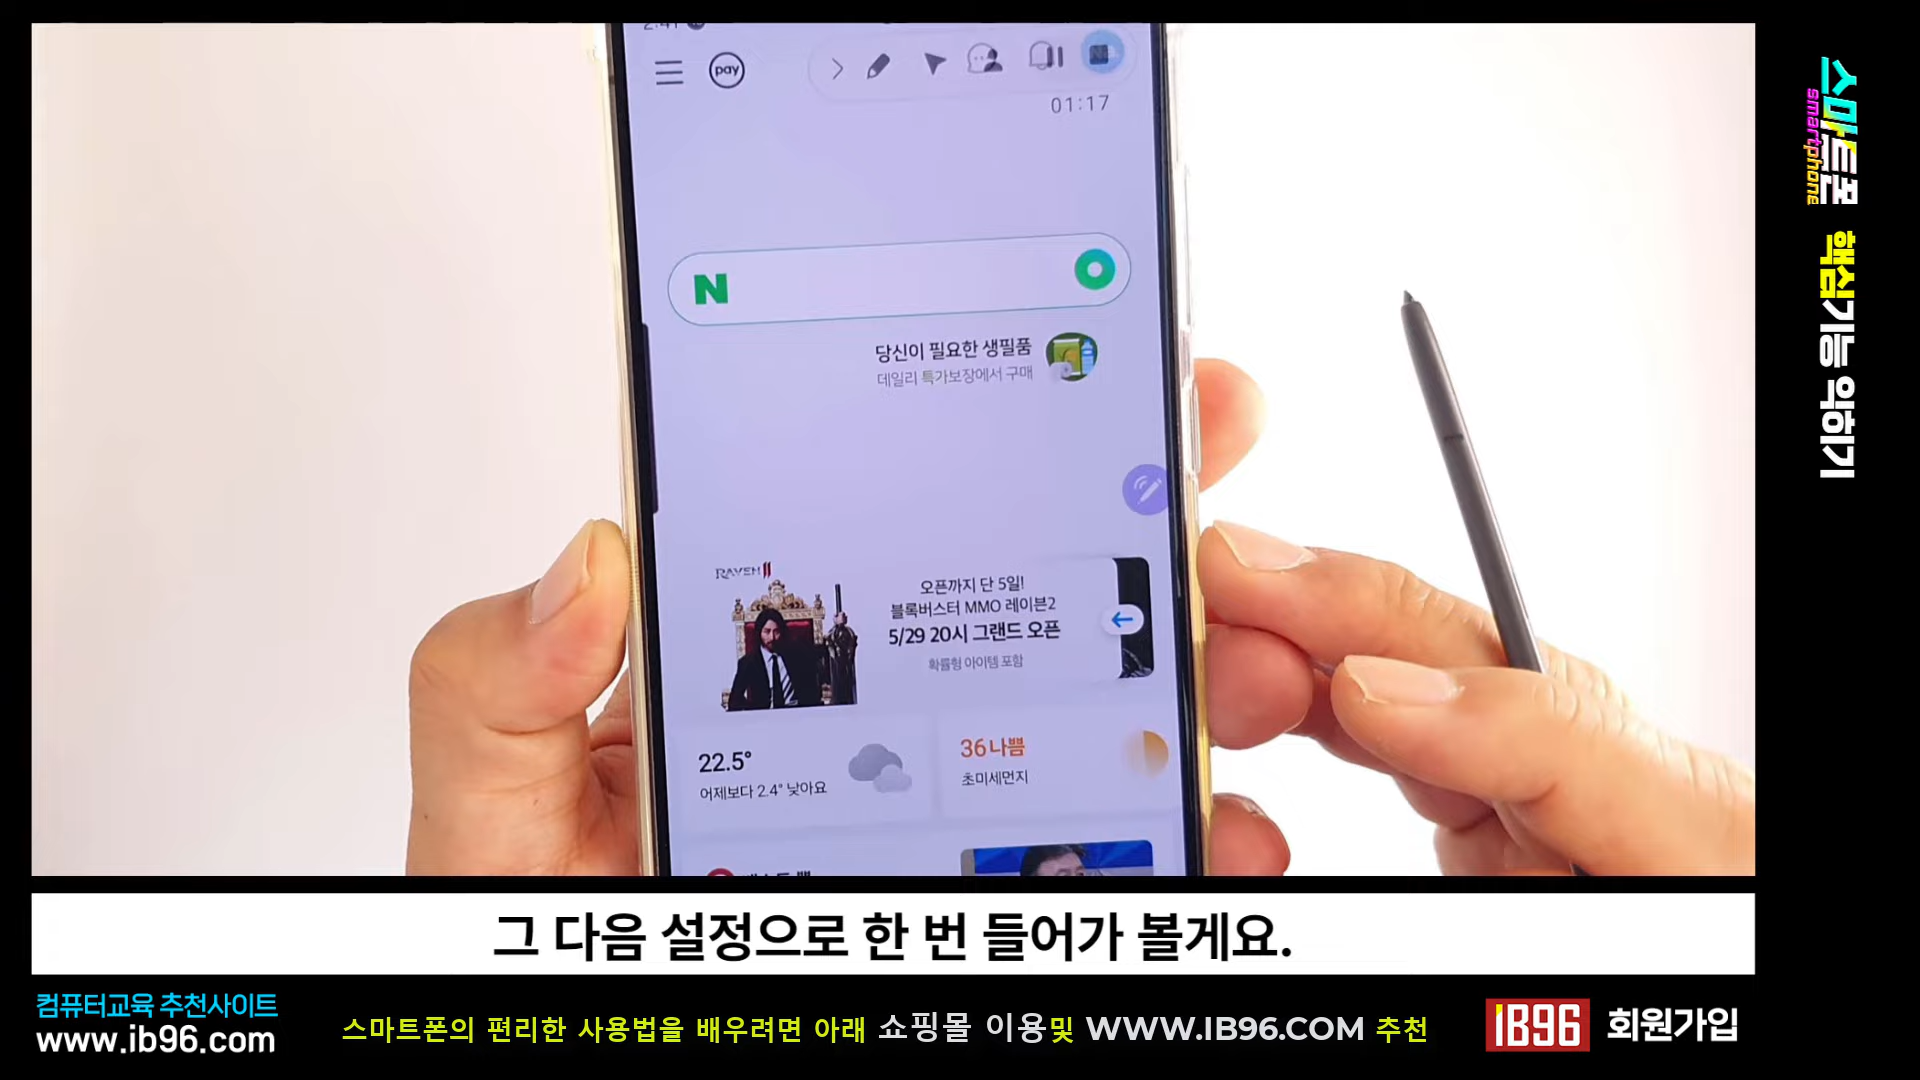 pay
01:17
N
당신이 필요한 생필품
데일리 특가보장에서 구매
RAVEN II
오픈까지 단 5일!
블록버스터 MMO 레이븐2
5/29 20시 그랜드 오픈
확률형 아이템 포함
22.5°
어제보다 2.4° 낮아요
36 나쁨
초미세먼지
그 다음 설정으로 한 번 들어가 볼게요.
컴퓨터교육 추천사이트
www.ib96.com
스마트폰의 편리한 사용법을 배우려면 아래 쇼핑몰 이용및 WWW.IB96.COM 추천
IB96 회원가입
스마트폰 핵심기능 익히기
smartphone